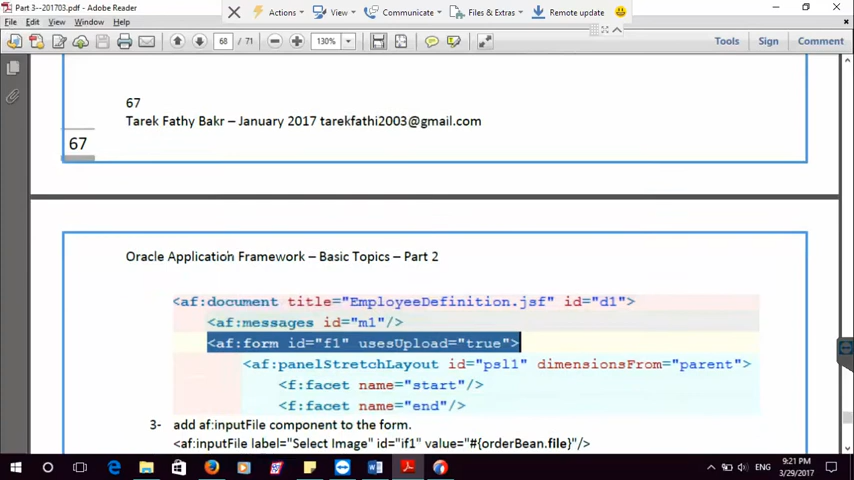 Part 3--201703.pdf - Adobe Reader
Actions View Communicate Files & Extras Remote update
File Edit View Window Help
68 / 71 130% Tools Sign Comment
67
Tarek Fathy Bakr – January 2017 tarekfathi2003@gmail.com
67
Oracle Application Framework – Basic Topics – Part 2
<af:document title="EmployeeDefinition.jsf" id="d1">
<af:messages id="m1"/>
<af:form id="f1" usesUpload="true">
<af:panelStretchLayout id="psl1" dimensionsFrom="parent">
<f:facet name="start"/>
<f:facet name="end"/>
3- add af:inputFile component to the form.
<af:inputFile label="Select Image" id="if1" value="#{orderBean.file}"/>
ENG 9:21 PM
3/29/2017